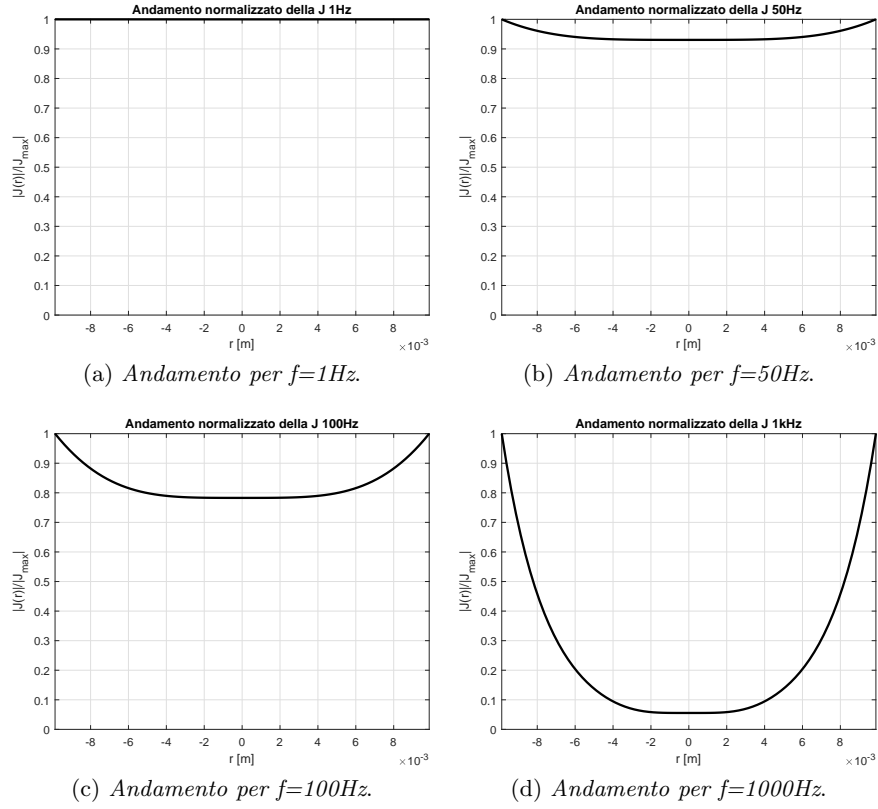 Andamento normalizzato della J 1Hz
1
0.9
0.8
0.7
0.6
0.5
0.4
0.3
0.2
0.1
0
|J(r)|/|J_max|
-8 -6 -4 -2 0 2 4 6 8
r [m] ×10^-3
(a) Andamento per f=1Hz.
Andamento normalizzato della J 50Hz
1
0.9
0.8
0.7
0.6
0.5
0.4
0.3
0.2
0.1
0
|J(r)|/|J_max|
-8 -6 -4 -2 0 2 4 6 8
r [m] ×10^-3
(b) Andamento per f=50Hz.
Andamento normalizzato della J 100Hz
1
0.9
0.8
0.7
0.6
0.5
0.4
0.3
0.2
0.1
0
|J(r)|/|J_max|
-8 -6 -4 -2 0 2 4 6 8
r [m] ×10^-3
(c) Andamento per f=100Hz.
Andamento normalizzato della J 1kHz
1
0.9
0.8
0.7
0.6
0.5
0.4
0.3
0.2
0.1
0
|J(r)|/|J_max|
-8 -6 -4 -2 0 2 4 6 8
r [m] ×10^-3
(d) Andamento per f=1000Hz.